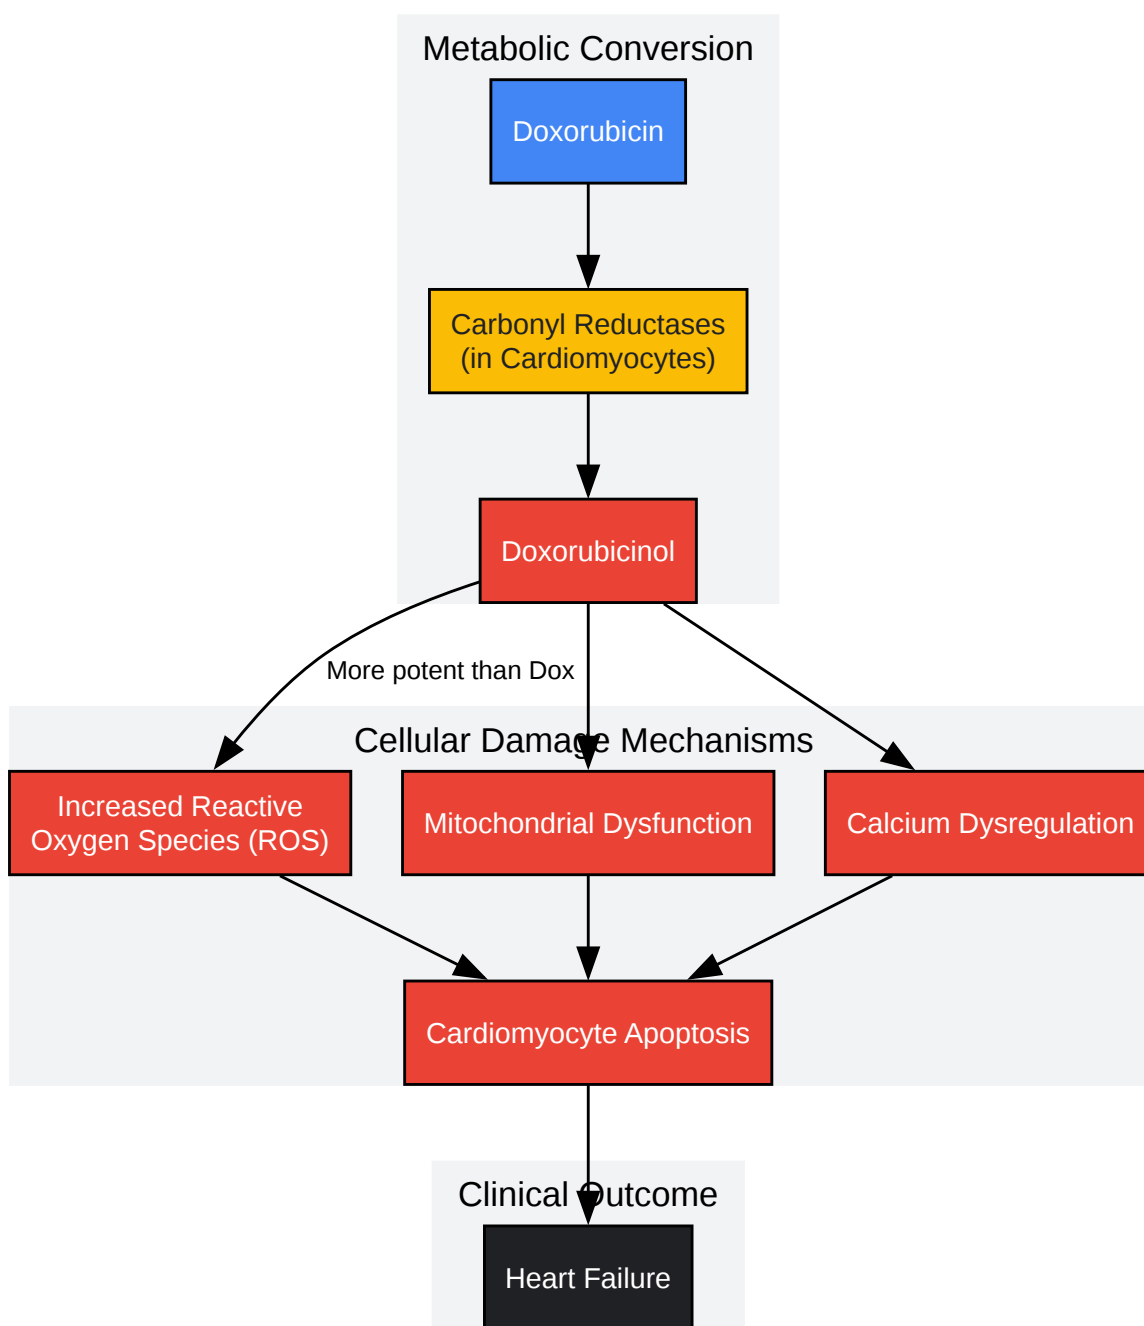 Metabolic Conversion
Doxorubicin
Carbonyl Reductases
(in Cardiomyocytes)
Doxorubicinol
More potent than Dox
Cellular Damage Mechanisms
Increased Reactive
Oxygen Species (ROS)
Mitochondrial Dysfunction
Calcium Dysregulation
Cardiomyocyte Apoptosis
Clinical Outcome
Heart Failure